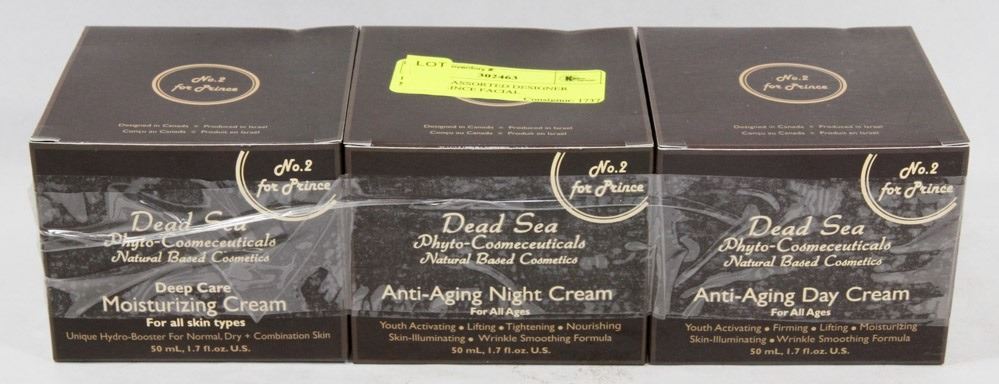 No.2
for Prince
Designed in Canada • Produced in Israel
Conçu au Canada • Produit en Israel
No.2
for Prince
Dead Sea
Phyto-Cosmeceuticals
Natural Based Cosmetics
Deep Care
Moisturizing Cream
For all skin types
Unique Hydro-Booster For Normal, Dry + Combination Skin
50 mL, 1.7 fl.oz. U.S.
LOT
302463
ASSORTED DESIGNER
FACIAL
Consignor 1737
Designed in Canada • Produced in Israel
Conçu au Canada • Produit en Israel
No.2
for Prince
Dead Sea
Phyto-Cosmeceuticals
Natural Based Cosmetics
Anti-Aging Night Cream
For All Ages
Youth Activating • Lifting • Tightening • Nourishing
Skin-Illuminating • Wrinkle Smoothing Formula
50 mL, 1.7 fl.oz. U.S.
No.2
for Prince
Designed in Canada • Produced in Israel
Conçu au Canada • Produit en Israel
No.2
for Prince
Dead Sea
Phyto-Cosmeceuticals
Natural Based Cosmetics
Anti-Aging Day Cream
For All Ages
Youth Activating • Firming • Lifting • Moisturizing
Skin-Illuminating • Wrinkle Smoothing Formula
50 mL, 1.7 fl.oz. U.S.